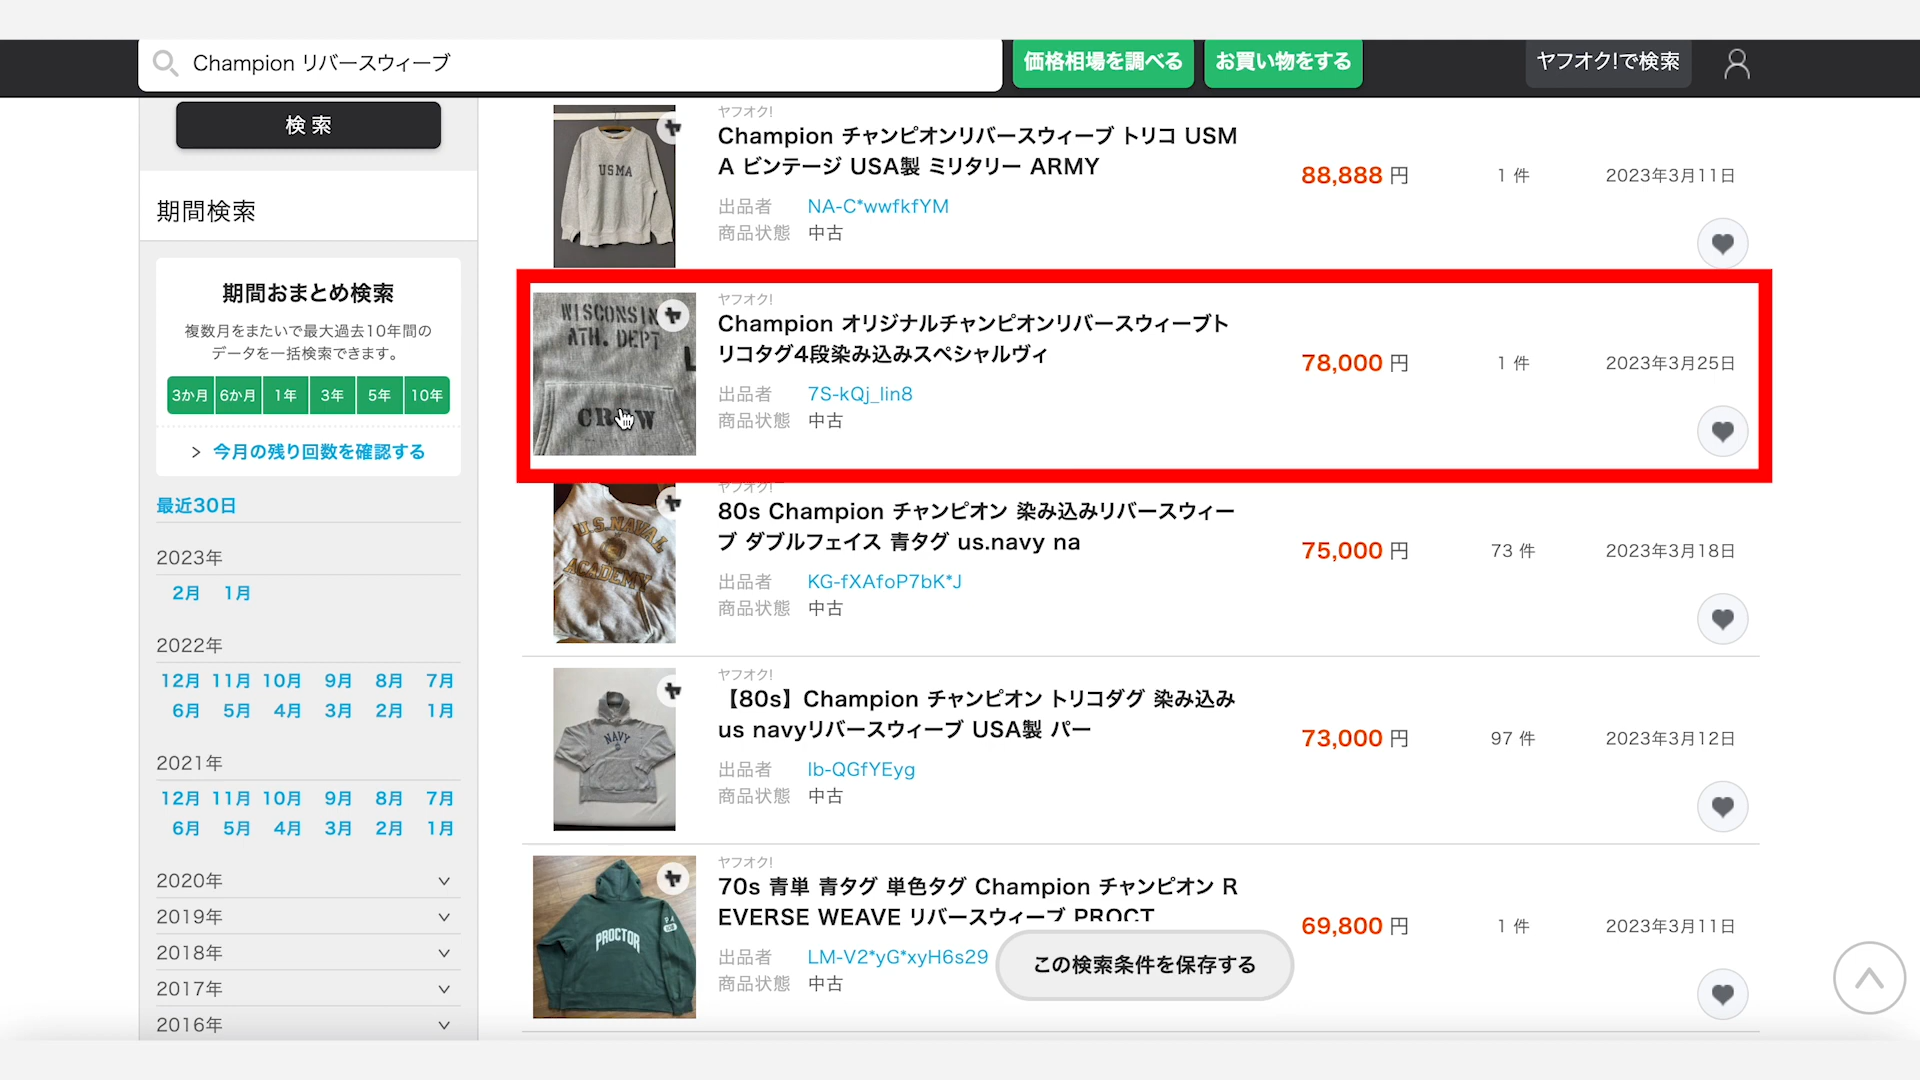 Champion リバースウィーブ
価格相場を調べる
お買い物をする
ヤフオク!で検索
検 索
期間検索
期間おまとめ検索
複数月をまたいで最大過去10年間の
データを一括検索できます。
3か月 6か月 1年 3年 5年 10年
> 今月の残り回数を確認する
最近30日
2023年
2月 1月
2022年
12月 11月 10月 9月 8月 7月
6月 5月 4月 3月 2月 1月
2021年
12月 11月 10月 9月 8月 7月
6月 5月 4月 3月 2月 1月
2020年
2019年
2018年
2017年
2016年
USMA
ヤフオク!
Champion チャンピオンリバースウィーブ トリコ USM
A ビンテージ USA製 ミリタリー ARMY
出品者 NA-C*wwfkfYM
商品状態 中古
88,888 円
1 件
2023年3月11日
WISCONSIN
ATH. DEPT
ヤフオク!
Champion オリジナルチャンピオンリバースウィーブト
リコタグ4段染み込みスペシャルヴィ
出品者 7S-kQj_lin8
商品状態 中古
78,000 円
1 件
2023年3月25日
U.S. NAVAL
ACADEMY
ヤフオク!
80s Champion チャンピオン 染み込みリバースウィー
ブ ダブルフェイス 青タグ us.navy na
出品者 KG-fXAfoP7bK*J
商品状態 中古
75,000 円
73 件
2023年3月18日
NAVY
ヤフオク!
【80s】Champion チャンピオン トリコダグ 染み込み
us navyリバースウィーブ USA製 パー
出品者 lb-QGfYEyg
商品状態 中古
73,000 円
97 件
2023年3月12日
PROCTOR
ヤフオク!
70s 青単 青タグ 単色タグ Champion チャンピオン R
EVERSE WEAVE リバースウィーブ PROCT
出品者 LM-V2*yG*xyH6s29
商品状態 中古
69,800 円
1 件
2023年3月11日
この検索条件を保存する